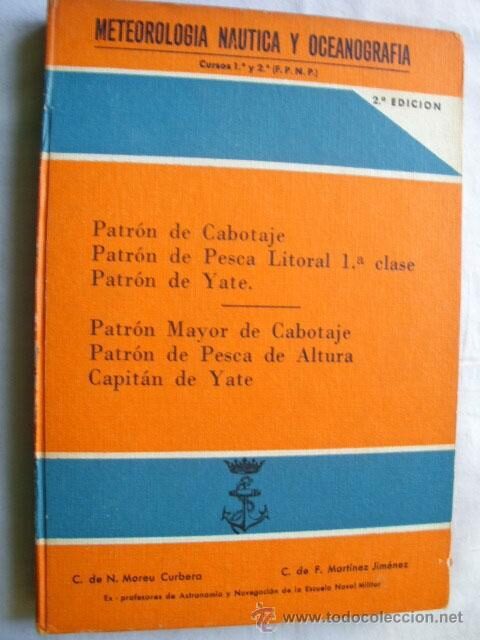 METEOROLOGIA NAUTICA Y OCEANOGRAFIA
Cursos 1.º y 2.º (F. P. N. P.)
2.ª EDICION
Patrón de Cabotaje
Patrón de Pesca Litoral 1.ª clase
Patrón de Yate.
Patrón Mayor de Cabotaje
Patrón de Pesca de Altura
Capitán de Yate
C. de N. Moreu Curbera
C. de F. Martínez Jiménez
Ex - profesores de Astronomía y Navegación de la Escuela Naval Militar
todocoleccion.net